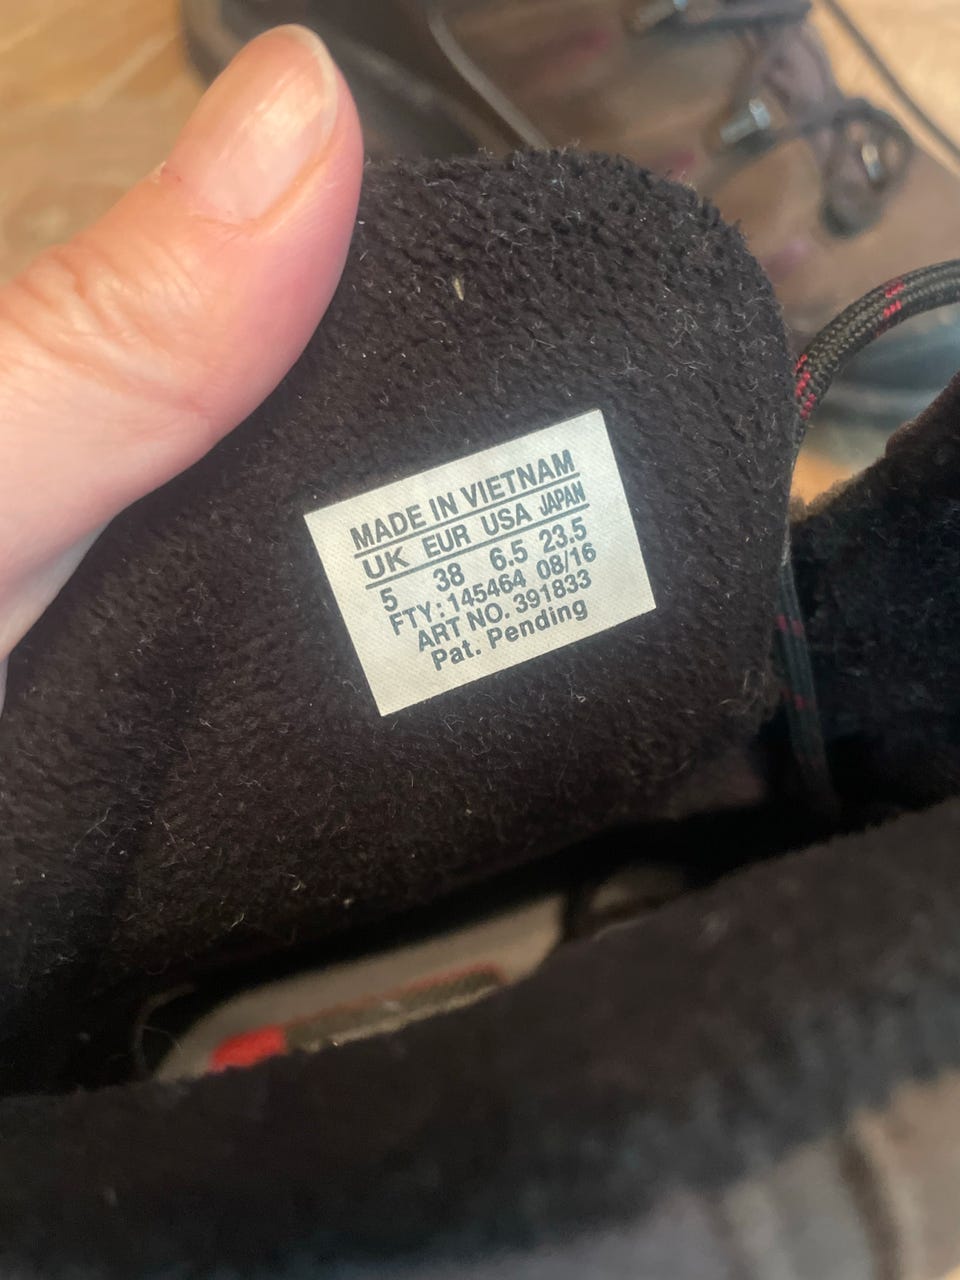 MADE IN VIETNAM
UK EUR USA JAPAN
5 38 6.5 23.5
FTY: 145464 08/16
ART NO. 391833
Pat. Pending